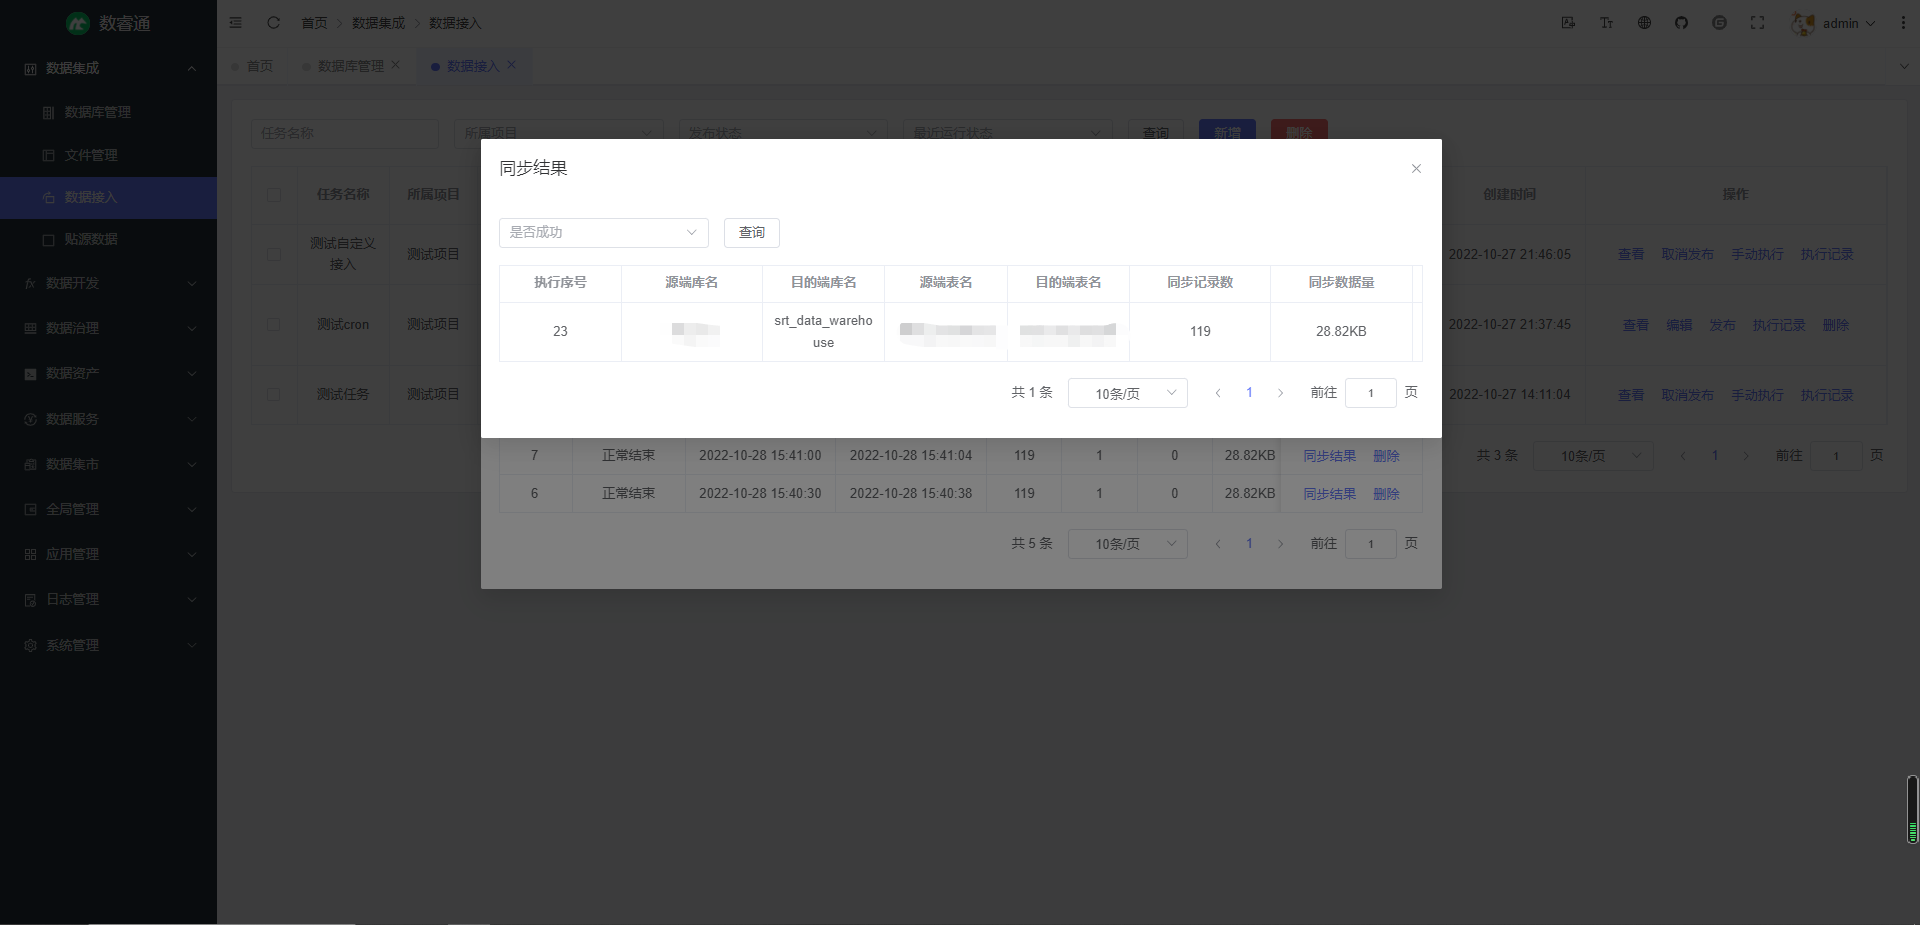 数睿通
首页 数据集成 数据接入
admin
首页
数据库管理
数据接入
数据集成
数据库管理
文件管理
数据接入
贴源数据
数据开发
数据治理
数据资产
数据服务
数据集市
全局管理
应用管理
日志管理
系统管理
任务名称 所属项目 发布状态 最近运行状态 查询 新增 删除
任务名称 所属项目 创建时间 操作
测试自定义
接入
测试项目 2022-10-27 21:46:05 查看 取消发布 手动执行 执行记录
测试cron 测试项目 2022-10-27 21:37:45 查看 编辑 发布 执行记录 删除
测试任务 测试项目 2022-10-27 14:11:04 查看 取消发布 手动执行 执行记录
共 3 条 10条/页 1 前往 1 页
同步结果
是否成功 查询
执行序号 源端库名 目的端库名 源端表名 目的端表名 同步记录数 同步数据量
23 srt_data_wareho
use
119 28.82KB
共 1 条 10条/页 1 前往 1 页
7 正常结束 2022-10-28 15:41:00 2022-10-28 15:41:04 119 1 0 28.82KB 同步结果 删除
6 正常结束 2022-10-28 15:40:30 2022-10-28 15:40:38 119 1 0 28.82KB 同步结果 删除
共 5 条 10条/页 1 前往 1 页